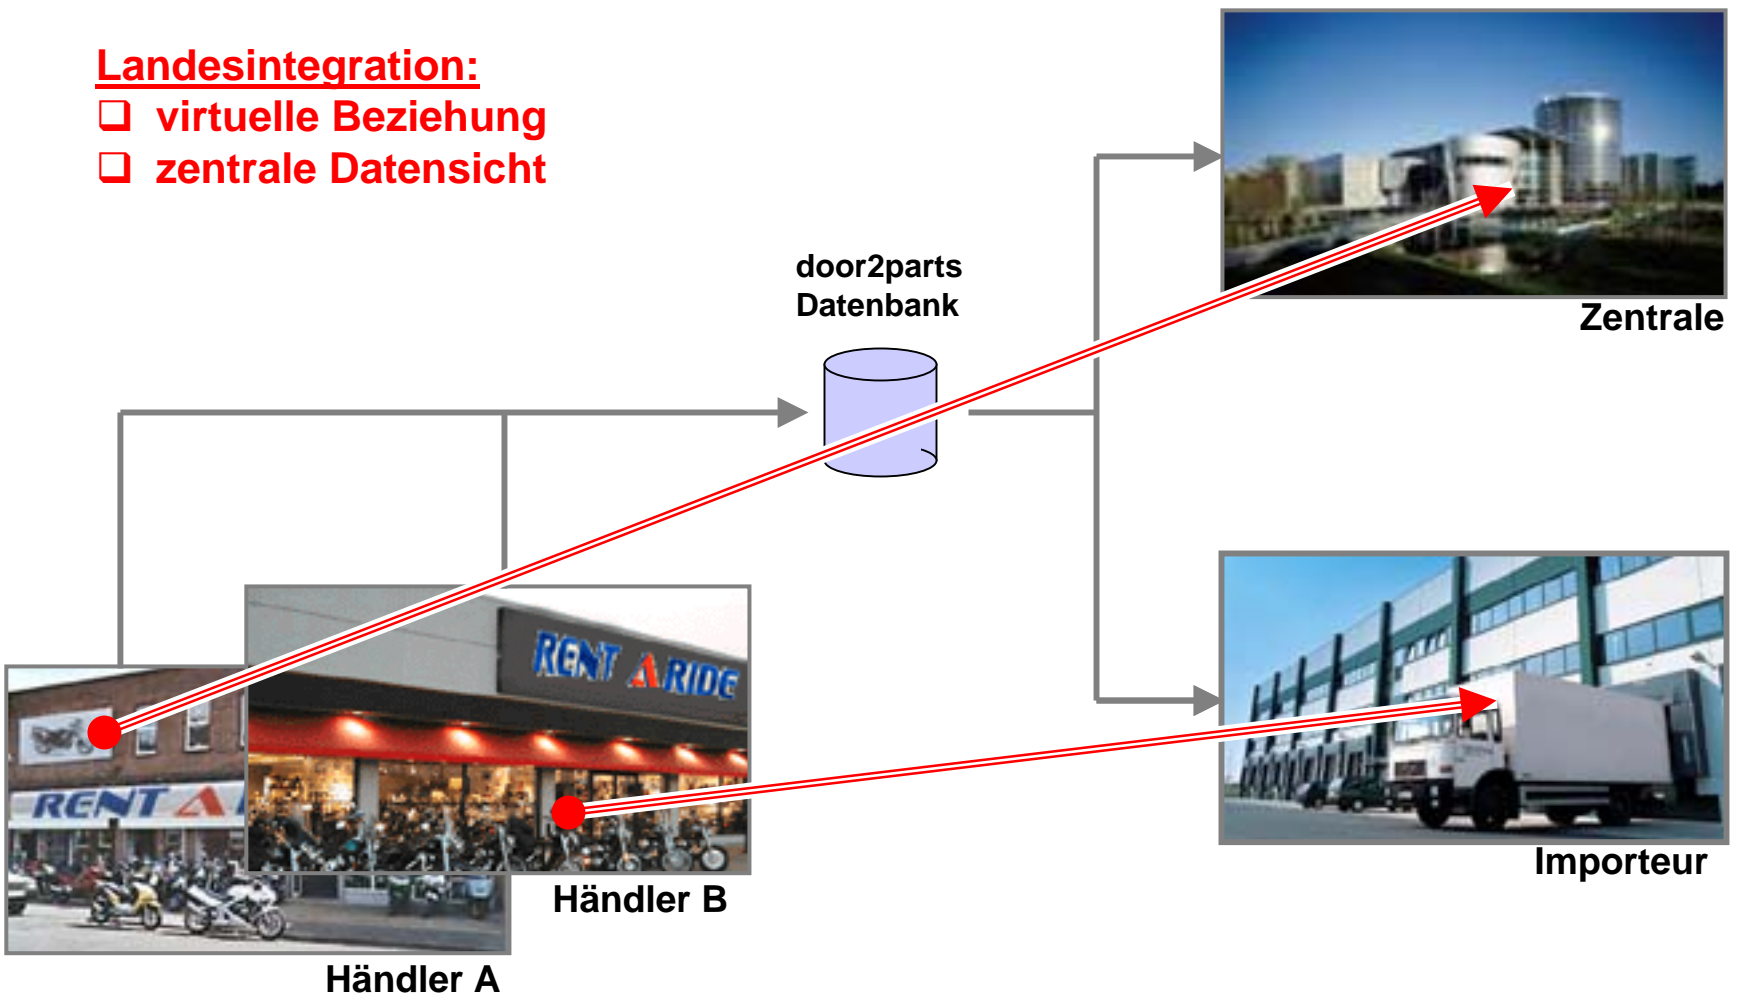 Landesintegration:
virtuelle Beziehung
zentrale Datensicht
door2parts
Datenbank
Zentrale
RENT A RIDE
RENT A
Importeur
Händler B
Händler A